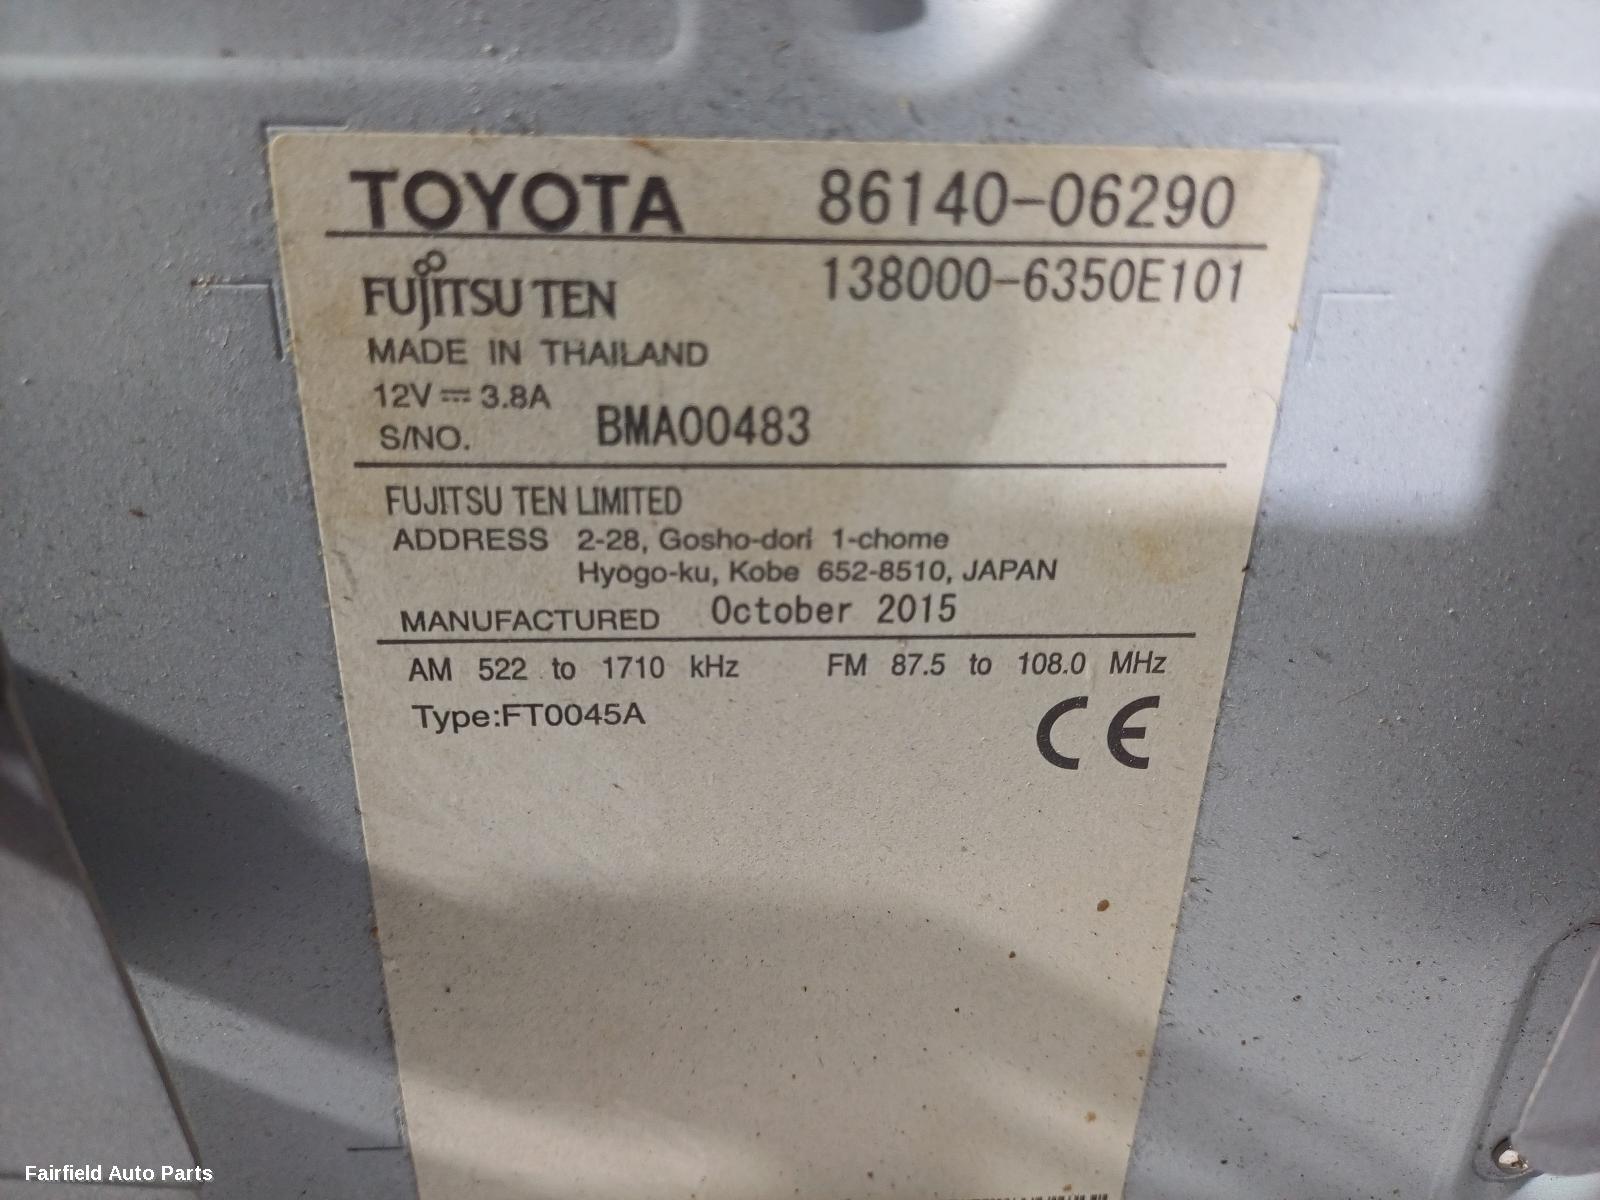 TOYOTA 86140-06290
FUJITSU TEN 138000-6350E101
MADE IN THAILAND
12V ⎓ 3.8A
S/NO. BMA00483
FUJITSU TEN LIMITED
ADDRESS 2-28, Gosho-dori 1-chome
Hyogo-ku, Kobe 652-8510, JAPAN
MANUFACTURED October 2015
AM 522 to 1710 kHz FM 87.5 to 108.0 MHz
Type:FT0045A
CE
Fairfield Auto Parts